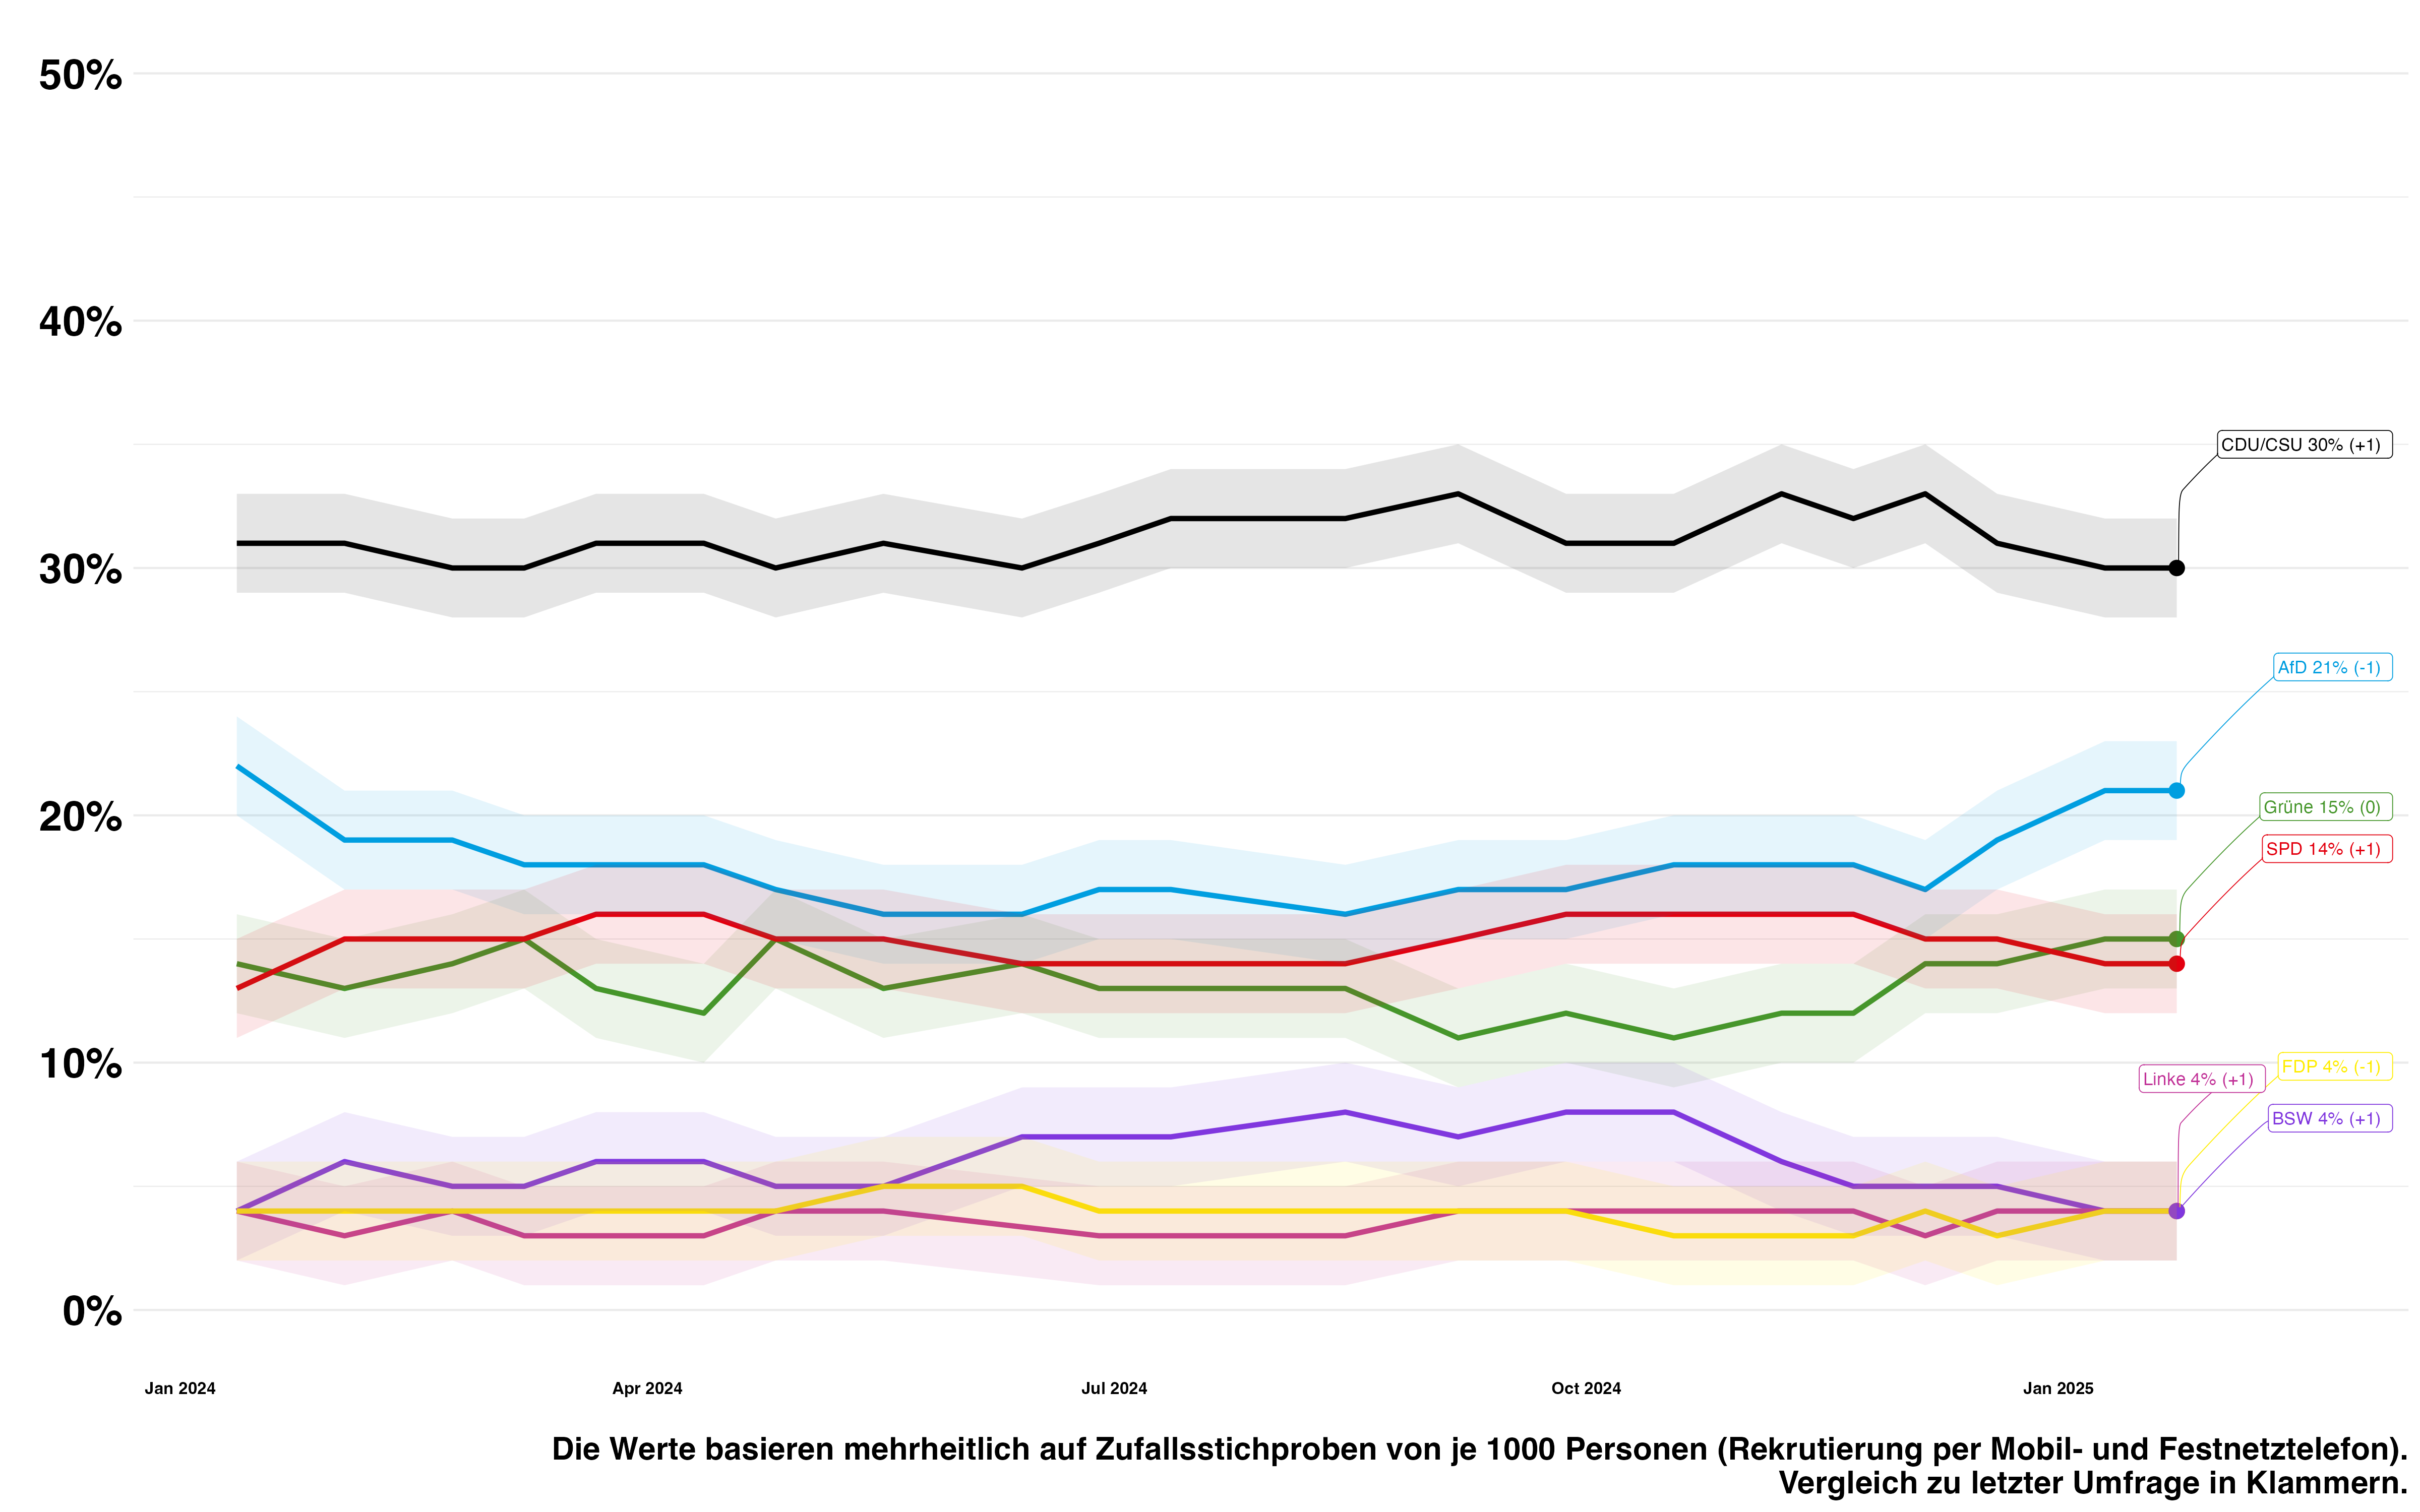 50%
40%
30%
20%
10%
0%
CDU/CSU 30% (+1)
AfD 21% (-1)
Grüne 15% (0)
SPD 14% (+1)
FDP 4% (-1)
Linke 4% (+1)
BSW 4% (+1)
Jan 2024
Apr 2024
Jul 2024
Oct 2024
Jan 2025
Die Werte basieren mehrheitlich auf Zufallsstichproben von je 1000 Personen (Rekrutierung per Mobil- und Festnetztelefon).
Vergleich zu letzter Umfrage in Klammern.